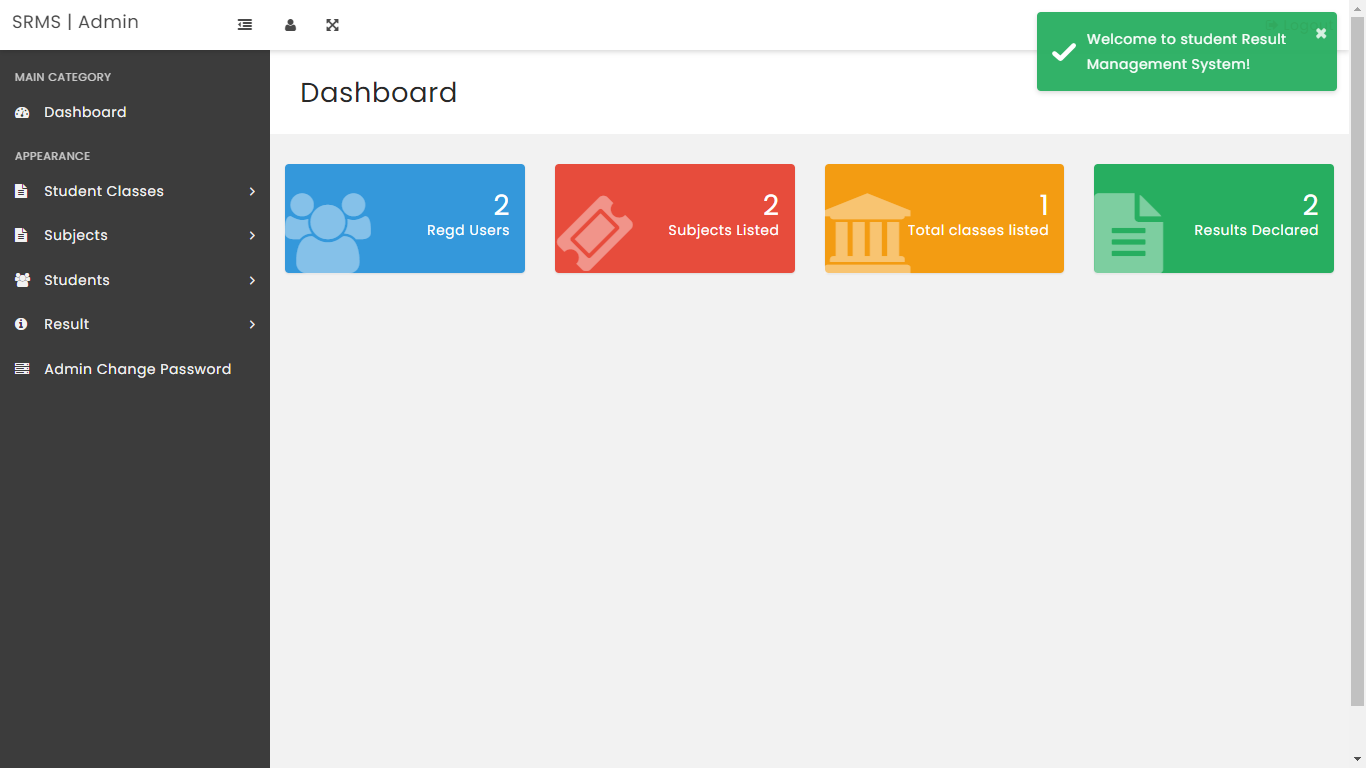 SRMS | Admin
Logout
Welcome to student Result
Management System!
MAIN CATEGORY
Dashboard
APPEARANCE
Student Classes
Subjects
Students
Result
Admin Change Password
Dashboard
2
Regd Users
2
Subjects Listed
1
Total classes listed
2
Results Declared